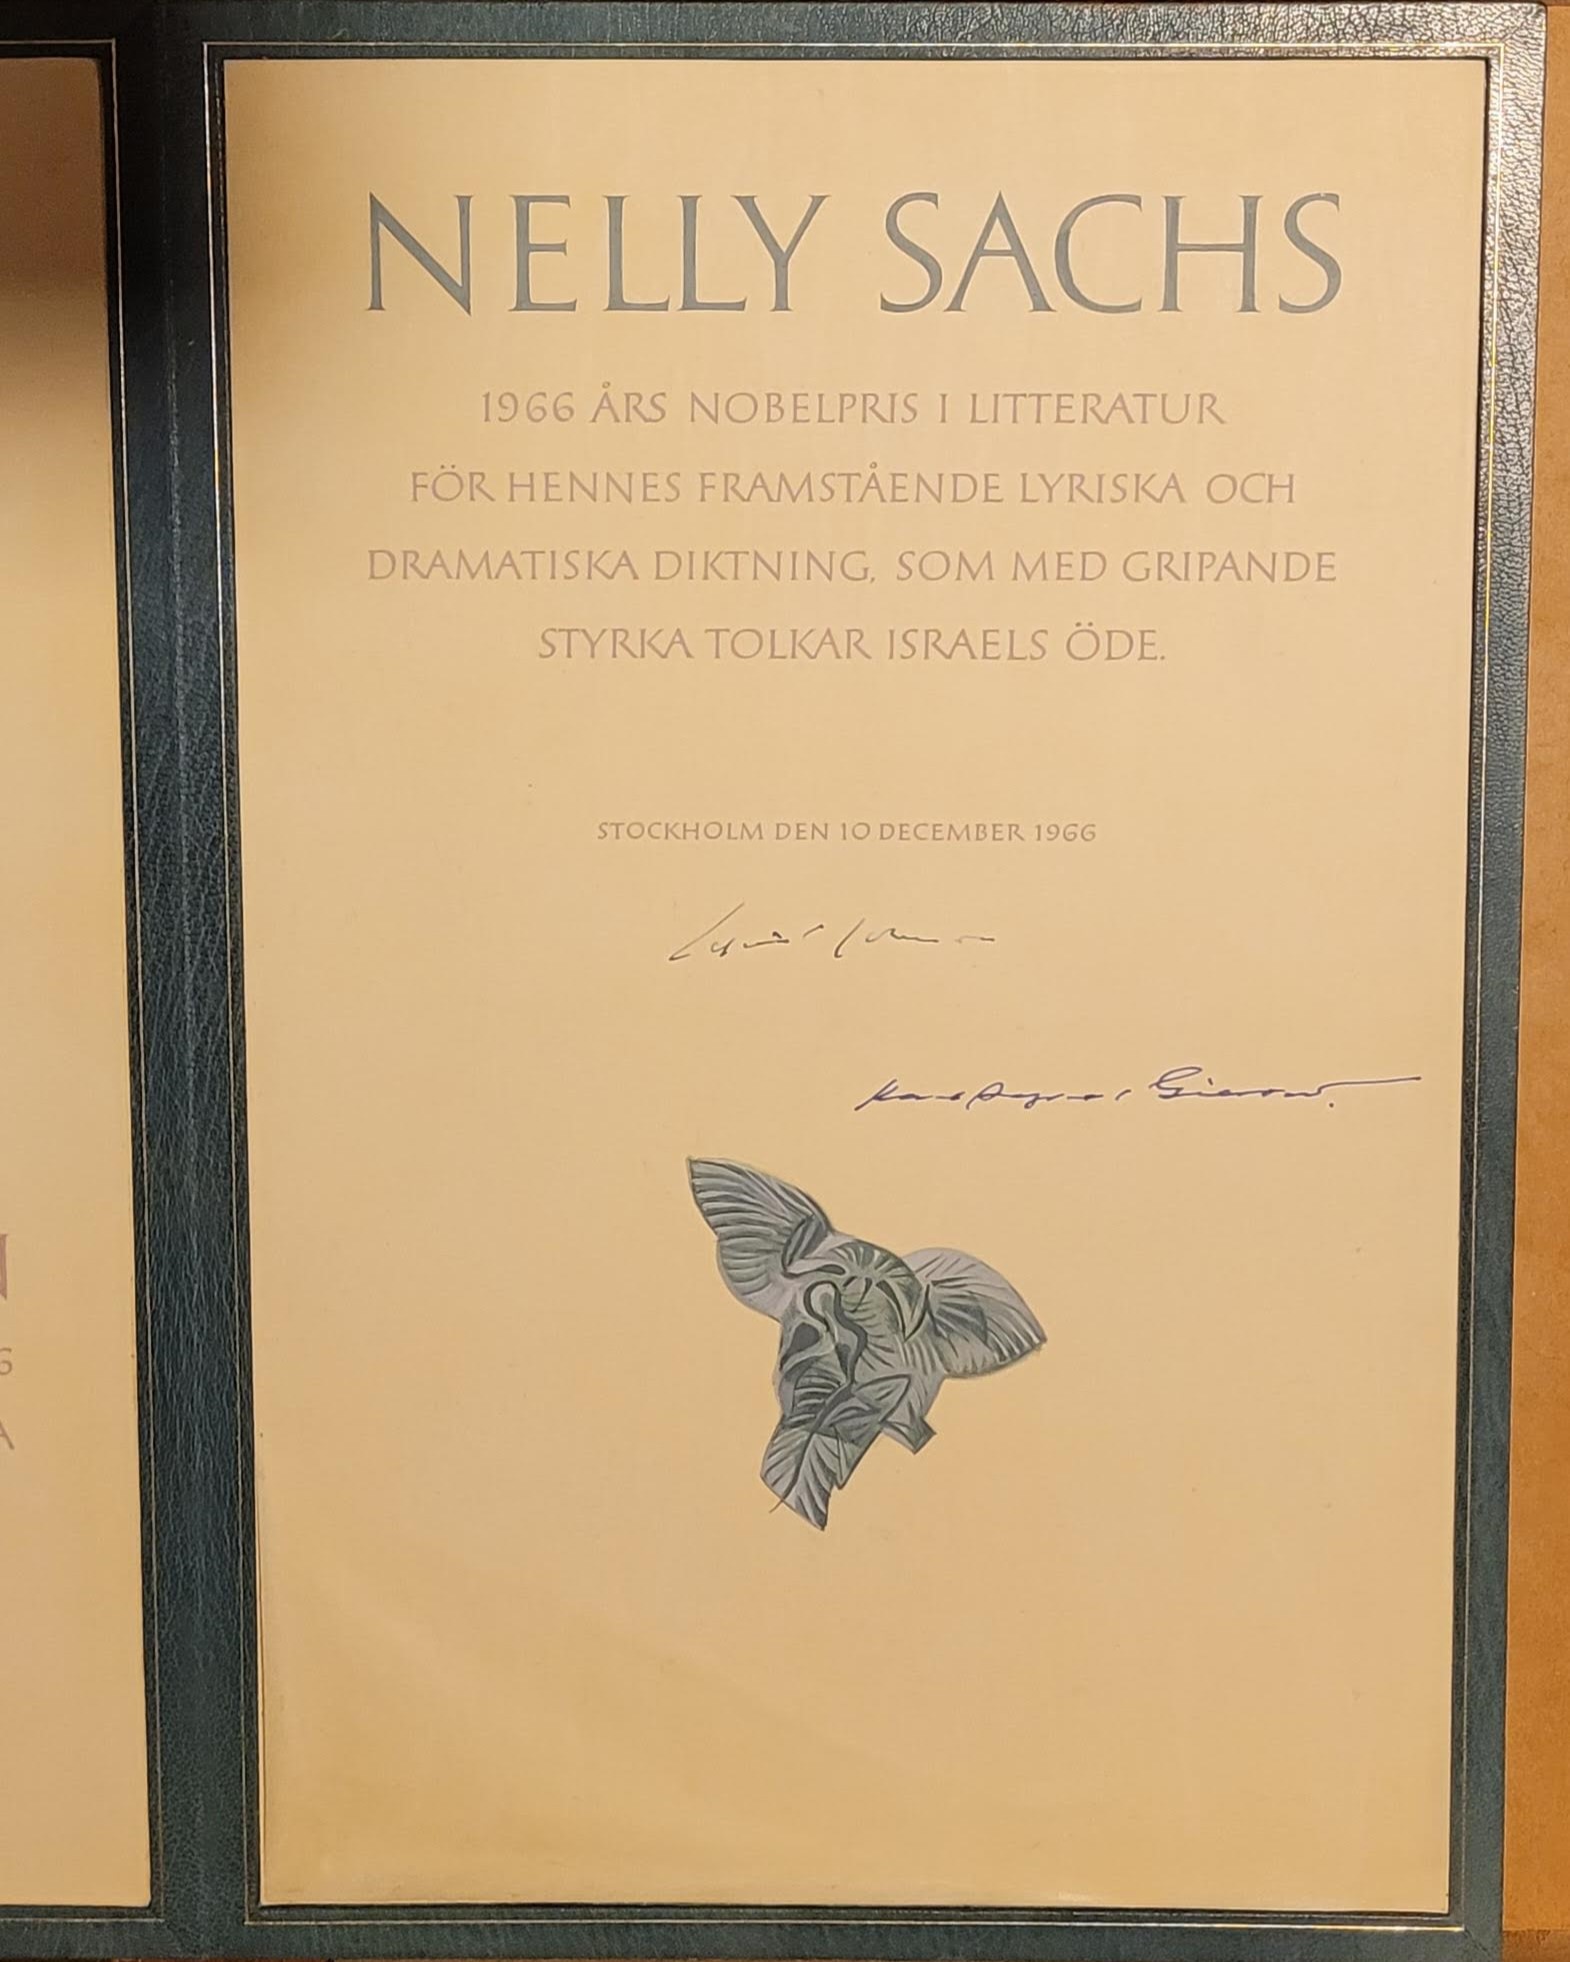 NELLY SACHS
1966 ÅRS NOBELPRIS I LITTERATUR
FÖR HENNES FRAMSTÅENDE LYRISKA OCH
DRAMATISKA DIKTNING, SOM MED GRIPANDE
STYRKA TOLKAR ISRAELS ÖDE.
STOCKHOLM DEN 10 DECEMBER 1966
Gierow.